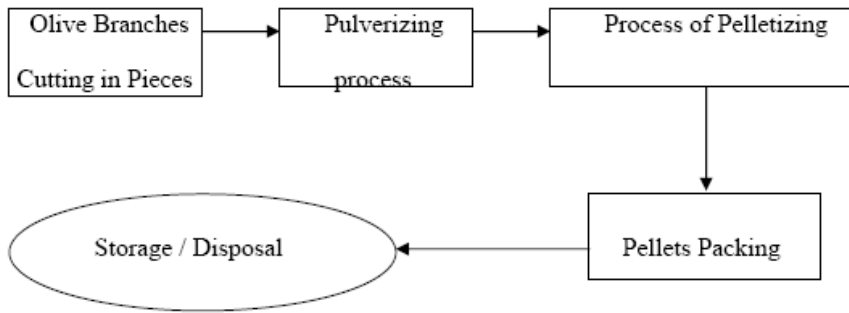 Olive Branches
Cutting in Pieces
Pulverizing
process
Process of Pelletizing
Pellets Packing
Storage / Disposal